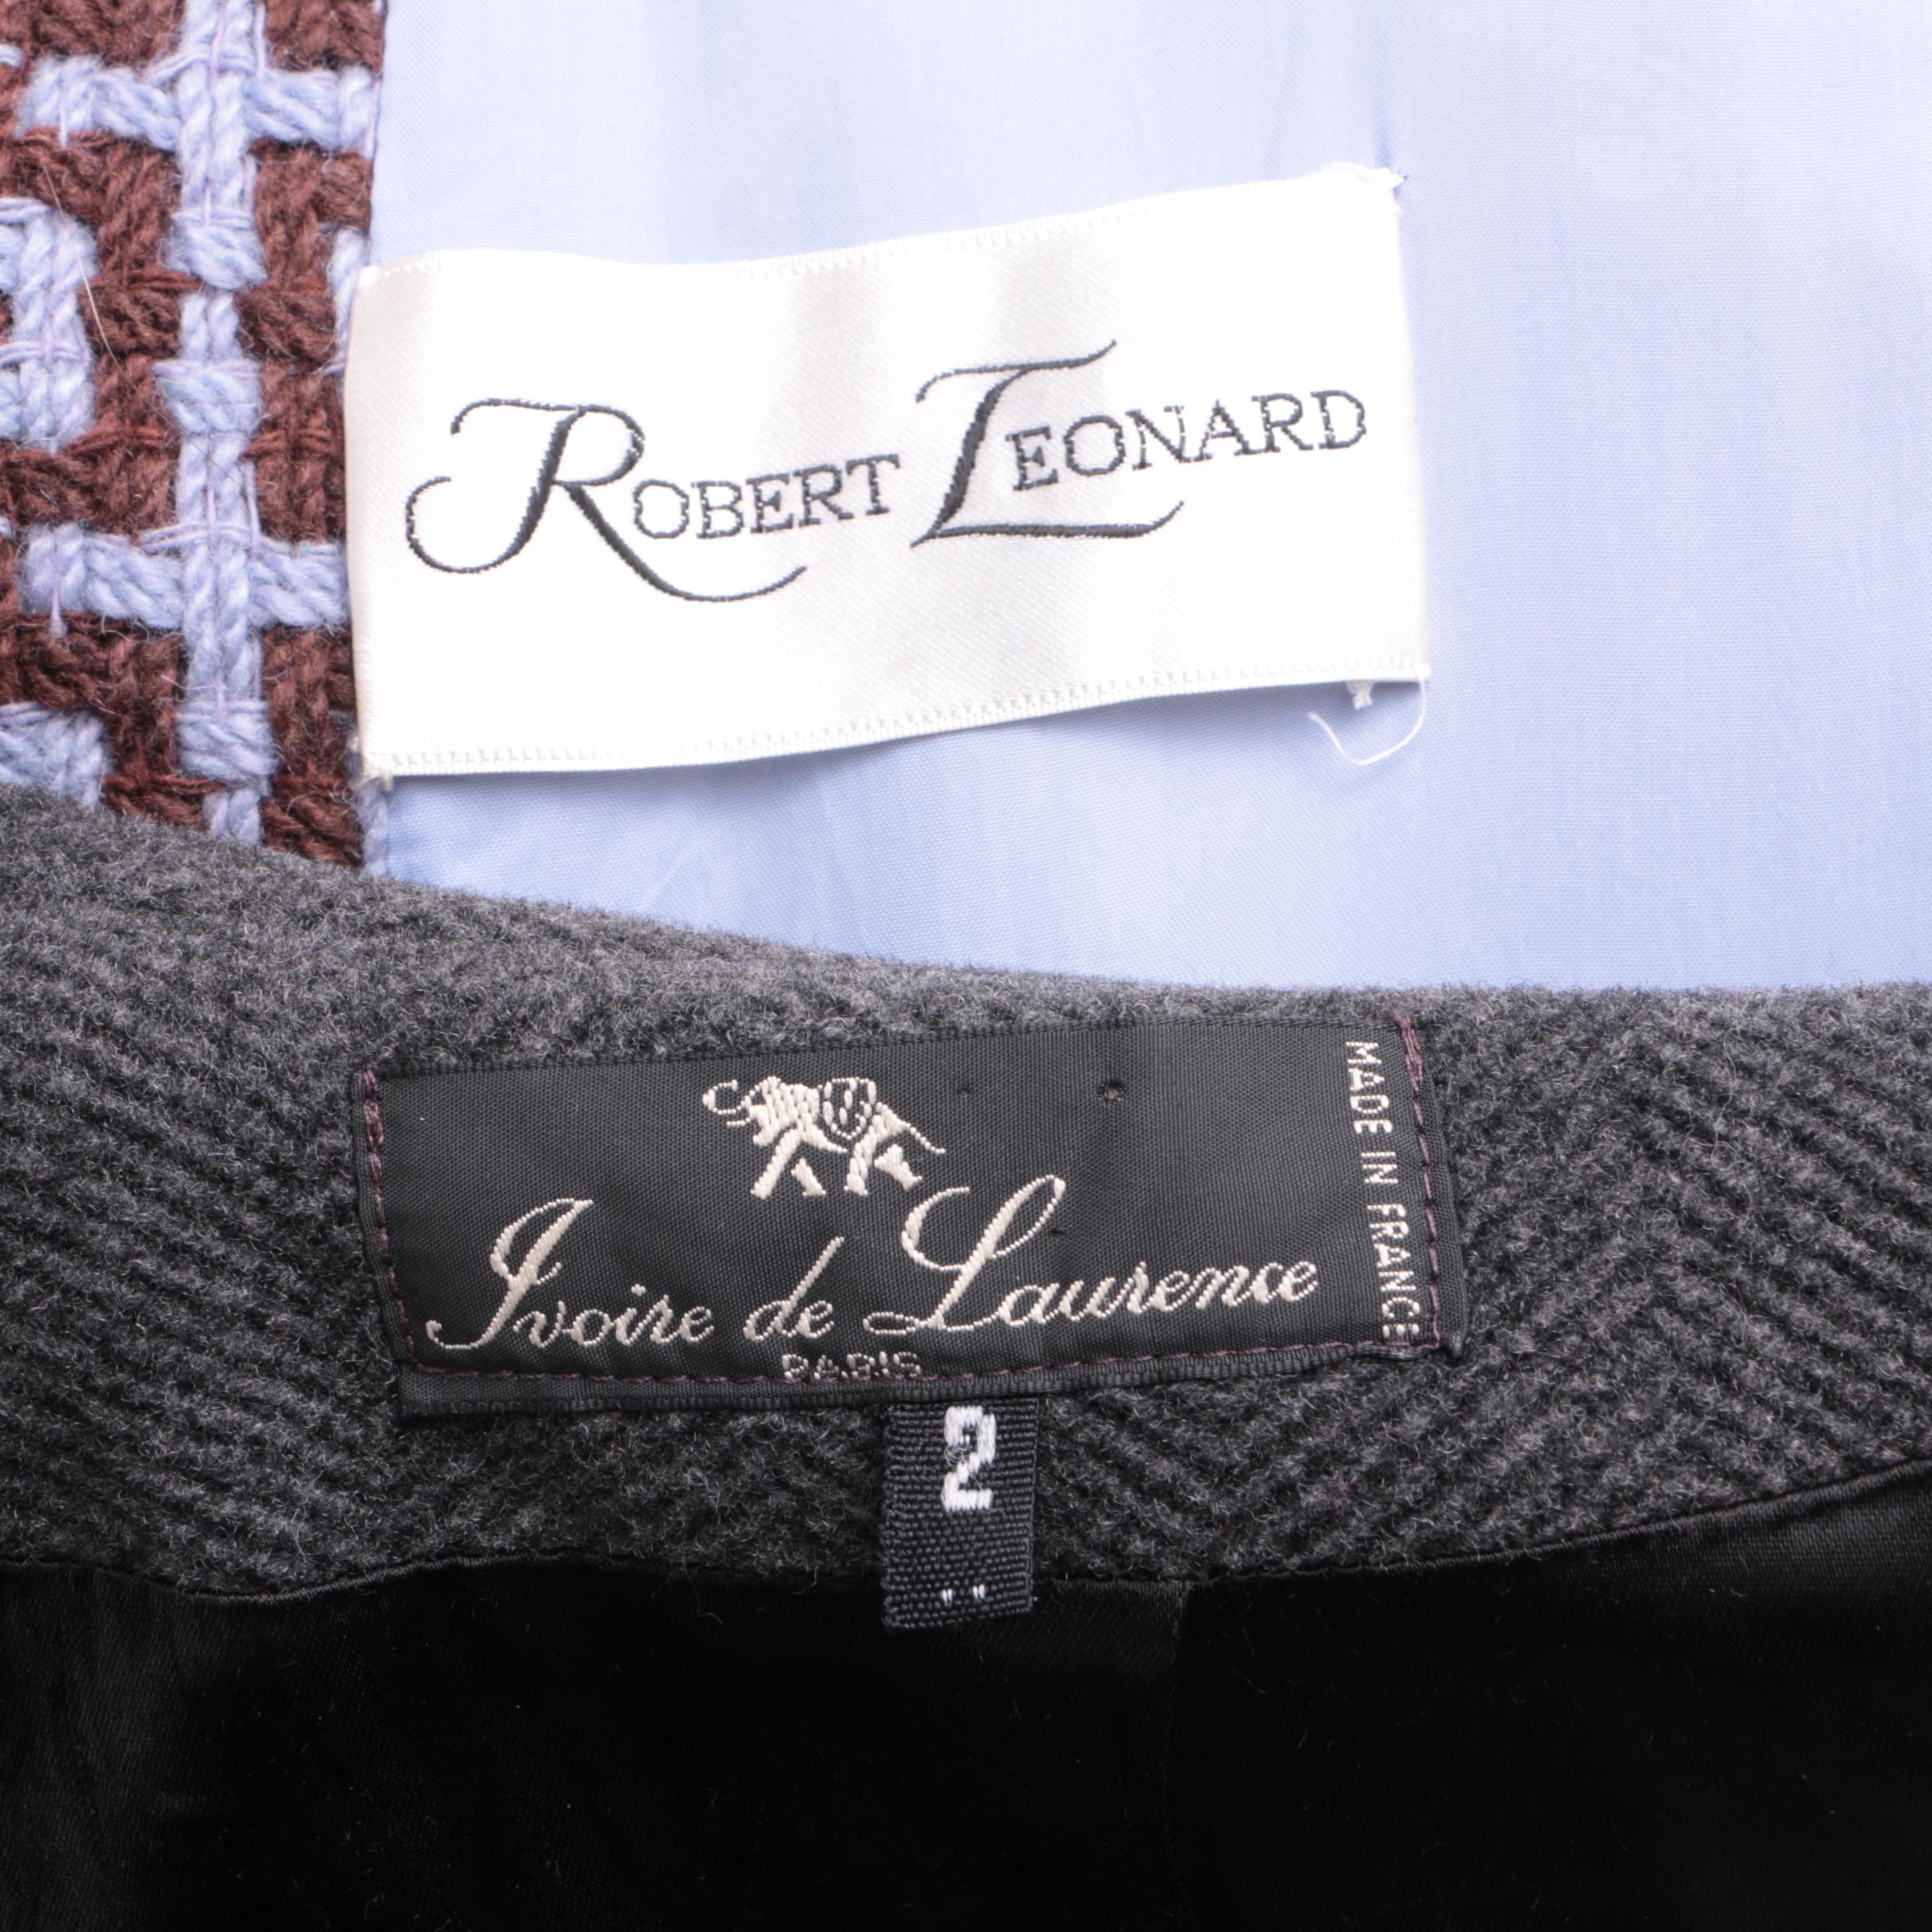 ROBERT LEONARD
MADE IN FRANCE
Ivoire de Laurence
PARIS
2